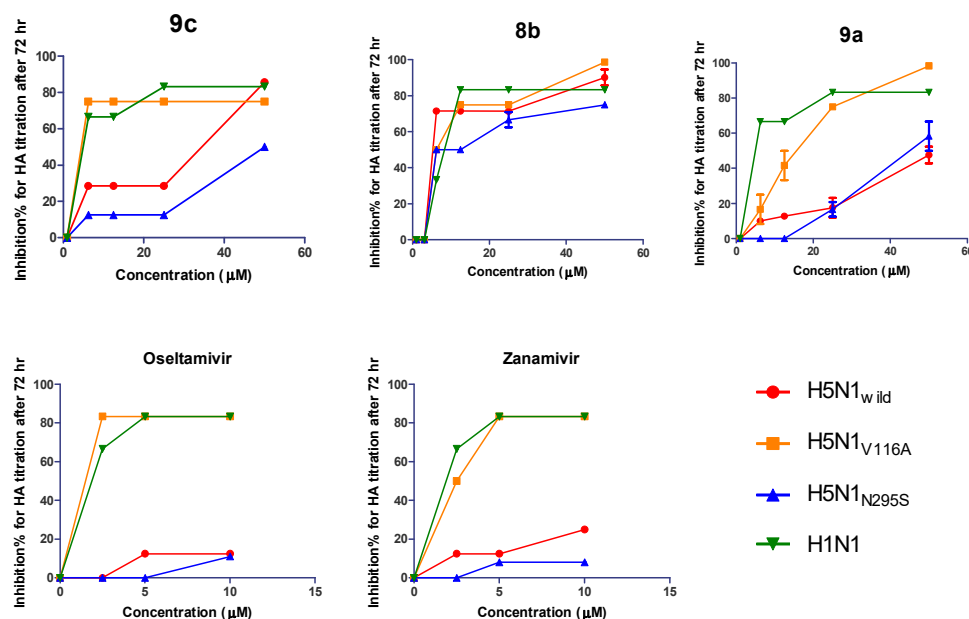 9c
Inhibition% for HA titration after 72 hr
100
80
60
40
20
0
0
20
40
60
Concentration ( µM)
8b
Inhibition% for HA titration after 72 hr
100
80
60
40
20
0
0
20
40
60
Concentration ( µM)
9a
Inhibition% for HA titration after 72 hr
100
80
60
40
20
0
0
20
40
60
Concentration ( µM)
Oseltamivir
Inhibition% for HA titration after 72 hr
100
80
60
40
20
0
0
5
10
15
Concentration (µM)
Zanamivir
Inhibition% for HA titration after 72 hr
100
80
60
40
20
0
0
5
10
15
Concentration (µM)
H5N1wild
H5N1V116A
H5N1N295S
H1N1